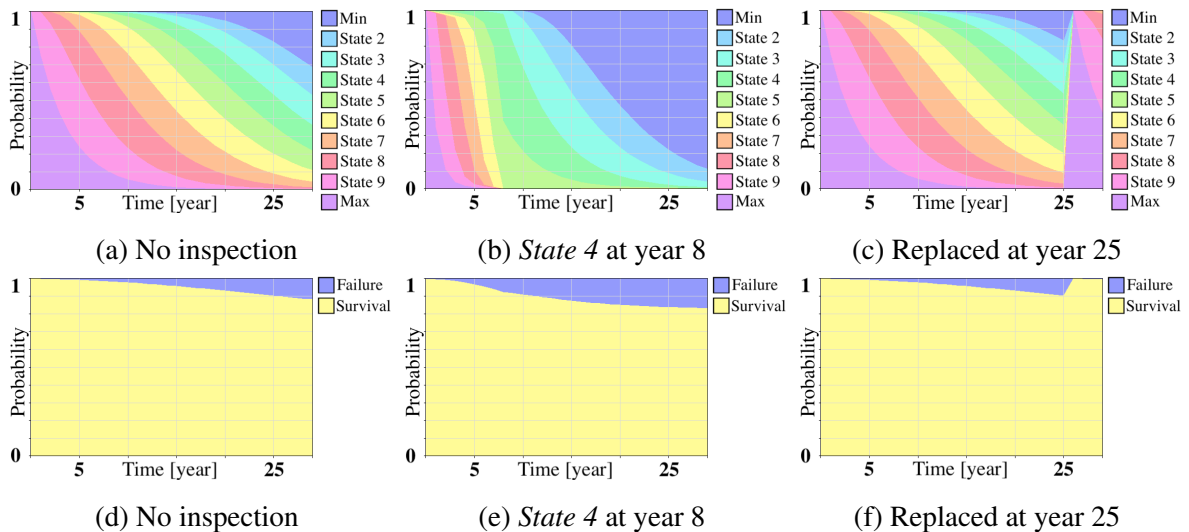 1
Probability
0
5
Time [year]
25
Min
State 2
State 3
State 4
State 5
State 6
State 7
State 8
State 9
Max
(a) No inspection
1
Probability
0
5
Time [year]
25
Min
State 2
State 3
State 4
State 5
State 6
State 7
State 8
State 9
Max
(b) State 4 at year 8
1
Probability
0
5
Time [year]
25
Min
State 2
State 3
State 4
State 5
State 6
State 7
State 8
State 9
Max
(c) Replaced at year 25
1
Probability
0
5
Time [year]
25
Failure
Survival
(d) No inspection
1
Probability
0
5
Time [year]
25
Failure
Survival
(e) State 4 at year 8
1
Probability
0
5
Time [year]
25
Failure
Survival
(f) Replaced at year 25